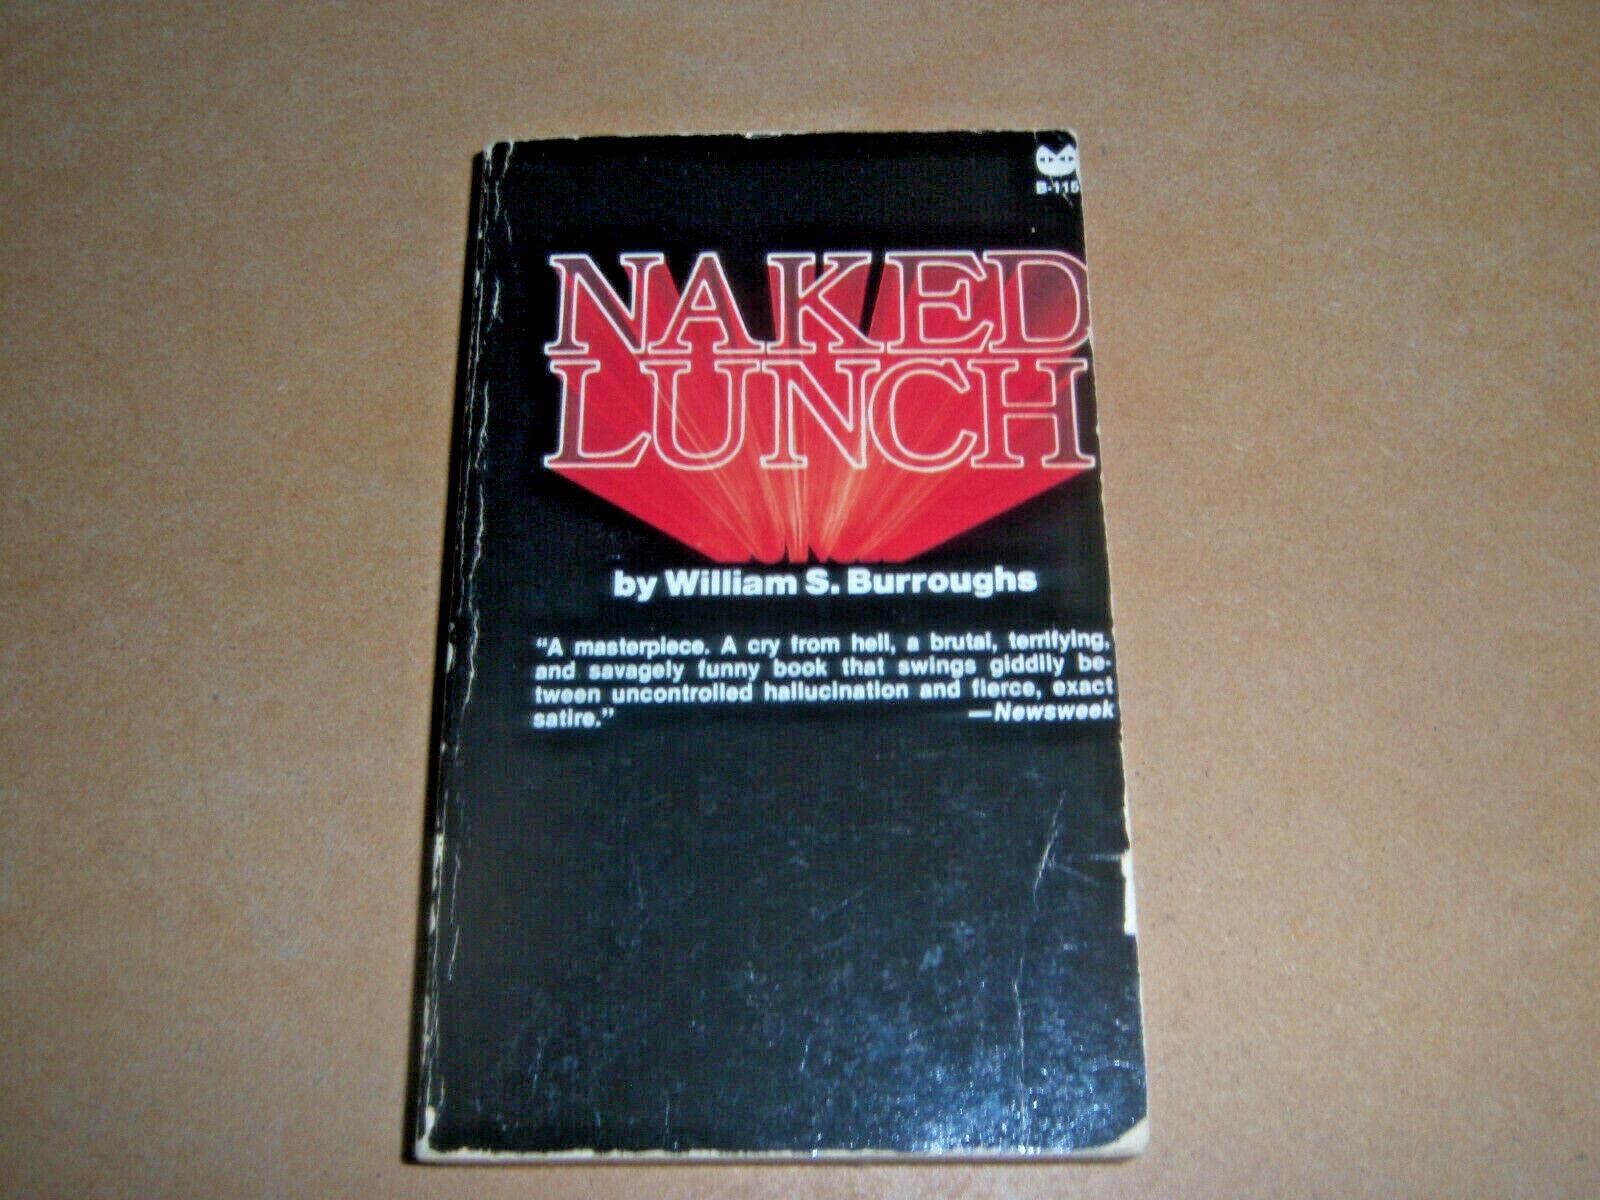 B-115
NAKED
LUNCH
by William S. Burroughs
"A masterpiece. A cry from hell, a brutal, terrifying,
and savagely funny book that swings giddily be-
tween uncontrolled hallucination and fierce, exact
satire." —Newsweek